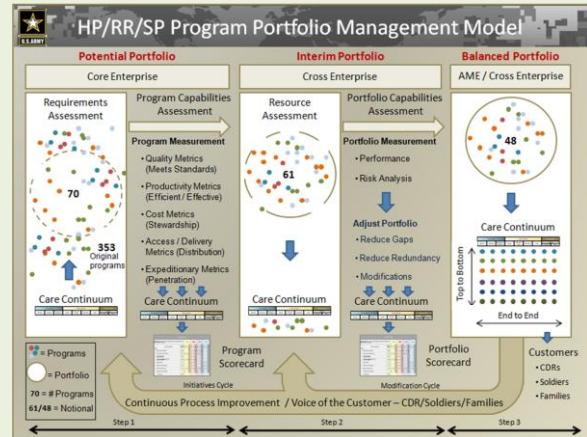 U.S.ARMY
HP/RR/SP Program Portfolio Management Model
Potential Portfolio
Interim Portfolio
Balanced Portfolio
Core Enterprise
Cross Enterprise
AME / Cross Enterprise
Requirements
Assessment
70
353
Original
programs
Care Continuum
Program Capabilities
Assessment
Program Measurement
• Quality Metrics
(Meets Standards)
• Productivity Metrics
(Efficient / Effective)
• Cost Metrics
(Stewardship)
• Access / Delivery
Metrics (Distribution)
• Expeditionary Metrics
(Penetration)
Care Continuum
Program
Scorecard
Resource
Assessment
61
Care Continuum
Portfolio Capabilities
Assessment
Portfolio Measurement
• Performance
• Risk Analysis
Adjust Portfolio
• Reduce Gaps
• Reduce Redundancy
• Modifications
Care Continuum
Portfolio
Scorecard
48
Care Continuum
Top to Bottom
End to End
Customers
• CDRs
• Soldiers
• Families
= Programs
= Portfolio
70 = # Programs
61/48 = Notional
Initiatives Cycle
Modification Cycle
Continuous Process Improvement / Voice of the Customer – CDR/Soldiers/Families
Step 1
Step 2
Step 3